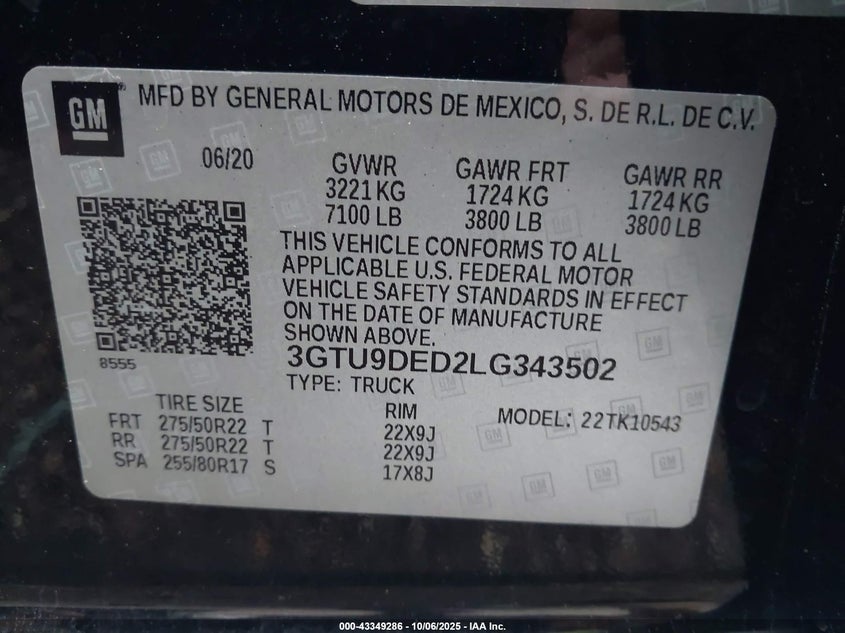 GM
MFD BY GENERAL MOTORS DE MEXICO, S. DE R.L. DE C.V.
06/20
GVWR GAWR FRT GAWR RR
3221 KG 1724 KG 1724 KG
7100 LB 3800 LB 3800 LB
THIS VEHICLE CONFORMS TO ALL
APPLICABLE U.S. FEDERAL MOTOR
VEHICLE SAFETY STANDARDS IN EFFECT
ON THE DATE OF MANUFACTURE
SHOWN ABOVE.
8555
3GTU9DED2LG343502
TYPE: TRUCK
TIRE SIZE RIM MODEL: 22TK10543
FRT 275/50R22 T 22X9J
RR 275/50R22 T 22X9J
SPA 255/80R17 S 17X8J
000-43349286 - 10/06/2025 - IAA Inc.